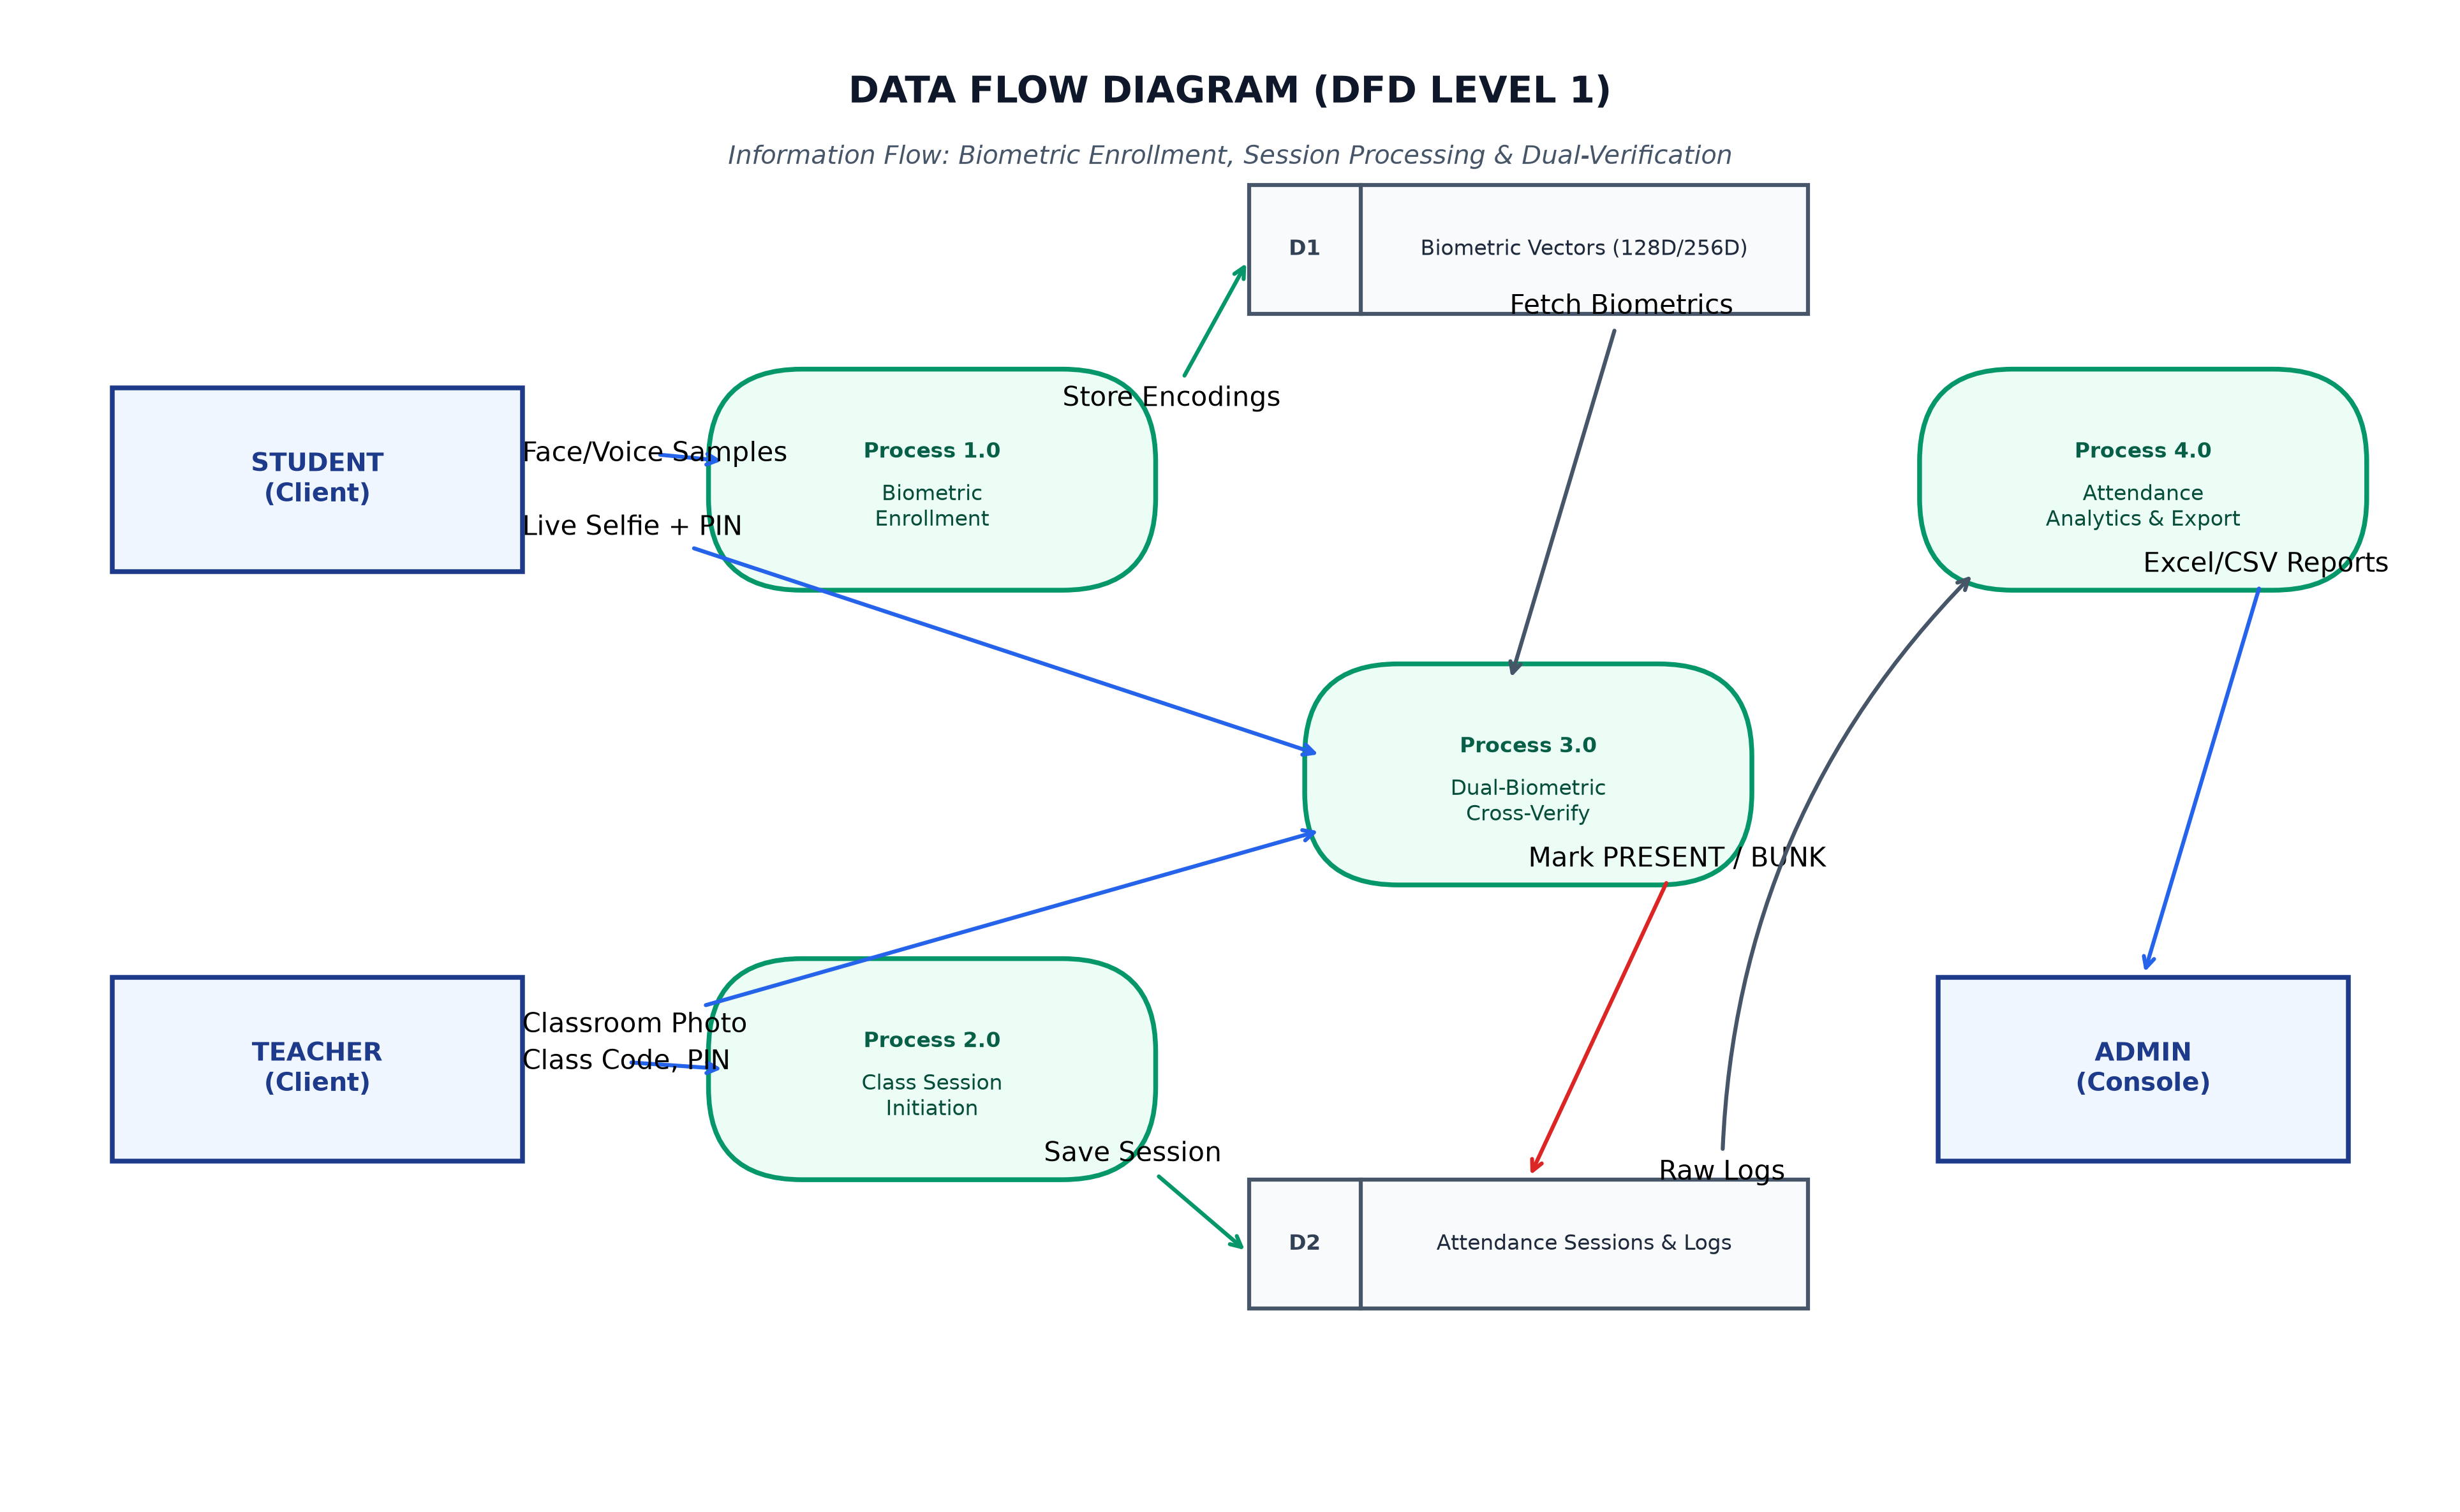 DATA FLOW DIAGRAM (DFD LEVEL 1)
Information Flow: Biometric Enrollment, Session Processing & Dual-Verification
D1
Biometric Vectors (128D/256D)
Fetch Biometrics
Store Encodings
STUDENT
(Client)
Face/Voice Samples
Live Selfie + PIN
Process 1.0
Biometric
Enrollment
Process 4.0
Attendance
Analytics & Export
Excel/CSV Reports
Process 3.0
Dual-Biometric
Cross-Verify
Mark PRESENT / BUNK
TEACHER
(Client)
Classroom Photo
Class Code, PIN
Process 2.0
Class Session
Initiation
Save Session
ADMIN
(Console)
Raw Logs
D2
Attendance Sessions & Logs